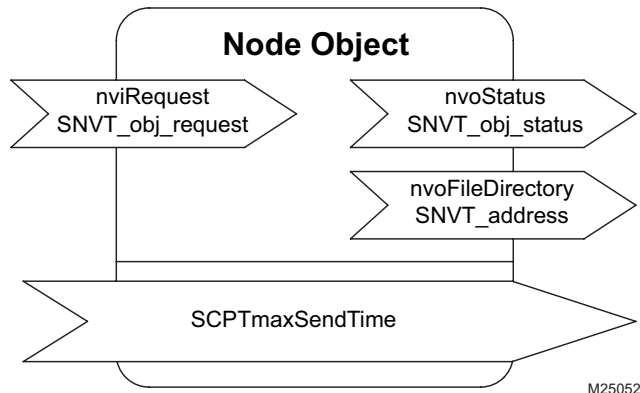 Node Object
nviRequest
SNVT_obj_request
nvoStatus
SNVT_obj_status
nvoFileDirectory
SNVT_address
SCPTmaxSendTime
M25052